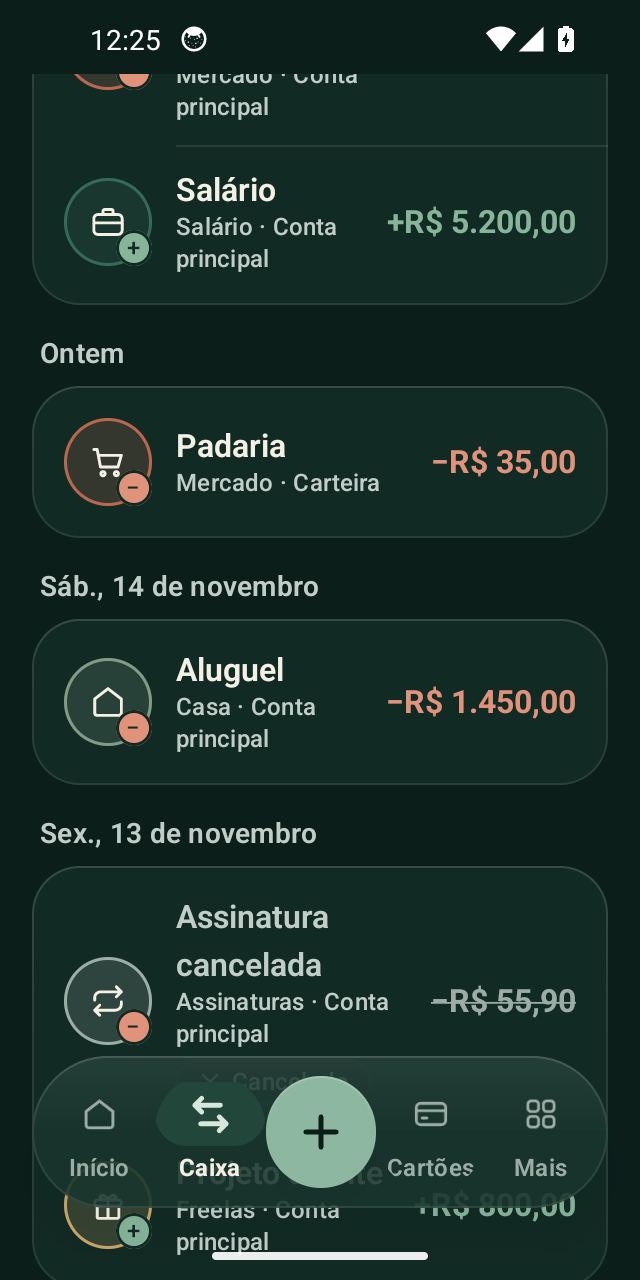 12:25
Mercado · Conta
principal
Salário
Salário · Conta
principal
+R$ 5.200,00
Ontem
Padaria
Mercado · Carteira
−R$ 35,00
Sáb., 14 de novembro
Aluguel
Casa · Conta
principal
−R$ 1.450,00
Sex., 13 de novembro
Assinatura
cancelada
Assinaturas · Conta
principal
−R$ 55,90
Início
Caixa
Cartões
Mais
Projeto
Freelas · Conta
principal
+R$ 800,00